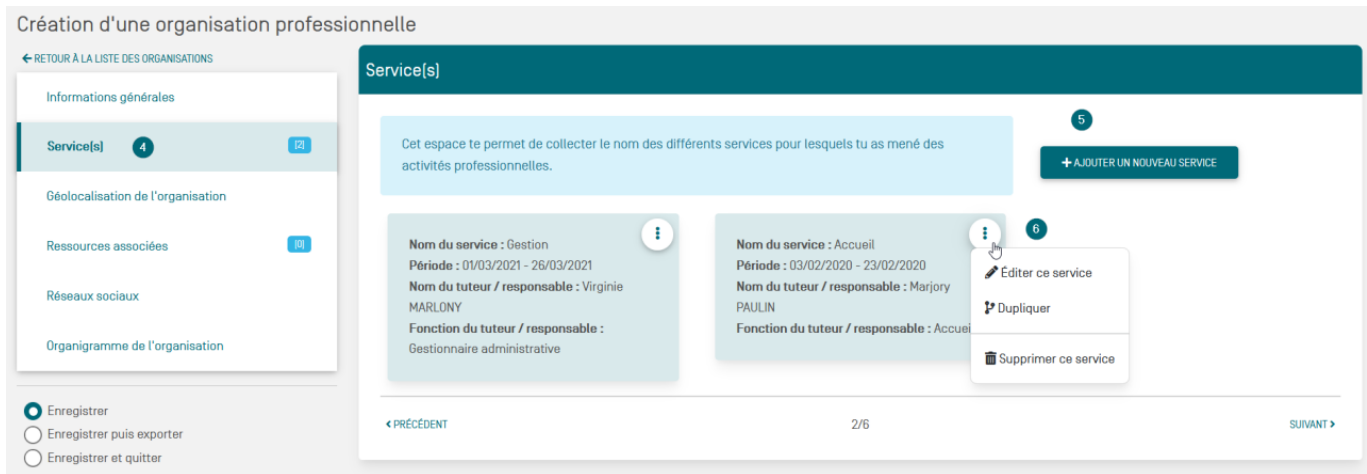 Création d'une organisation professionnelle
RETOUR À LA LISTE DES ORGANISATIONS
Informations générales
Service(s) 4 [2]
Géolocalisation de l'organisation
Ressources associées [0]
Réseaux sociaux
Organigramme de l'organisation
Enregistrer
Enregistrer puis exporter
Enregistrer et quitter
Service(s)
Cet espace te permet de collecter le nom des différents services pour lesquels tu as mené des
activités professionnelles.
5
+ AJOUTER UN NOUVEAU SERVICE
Nom du service : Gestion
Période : 01/03/2021 - 26/03/2021
Nom du tuteur / responsable : Virginie
MARLONY
Fonction du tuteur / responsable :
Gestionnaire administrative
Nom du service : Accueil
Période : 03/02/2020 - 23/02/2020
Nom du tuteur / responsable : Marjory
PAULIN
Fonction du tuteur / responsable : Accuei
6
Éditer ce service
Dupliquer
Supprimer ce service
PRÉCÉDENT
2/6
SUIVANT